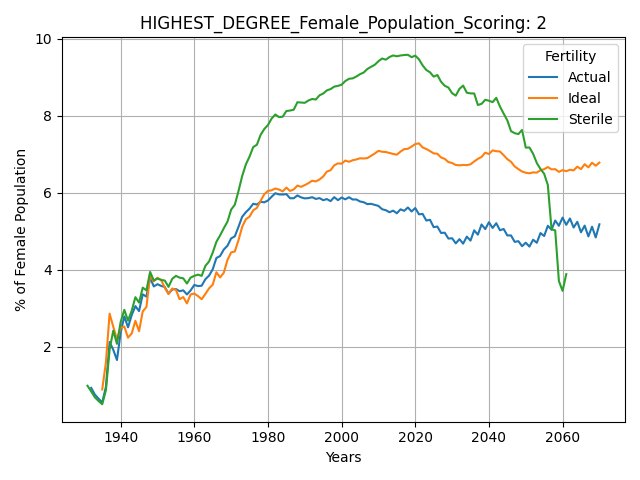 HIGHEST_DEGREE_Female_Population_Scoring: 2
% of Female Population
10
8
6
4
2
Fertility
Actual
Ideal
Sterile
1940 1960 1980 2000 2020 2040 2060
Years